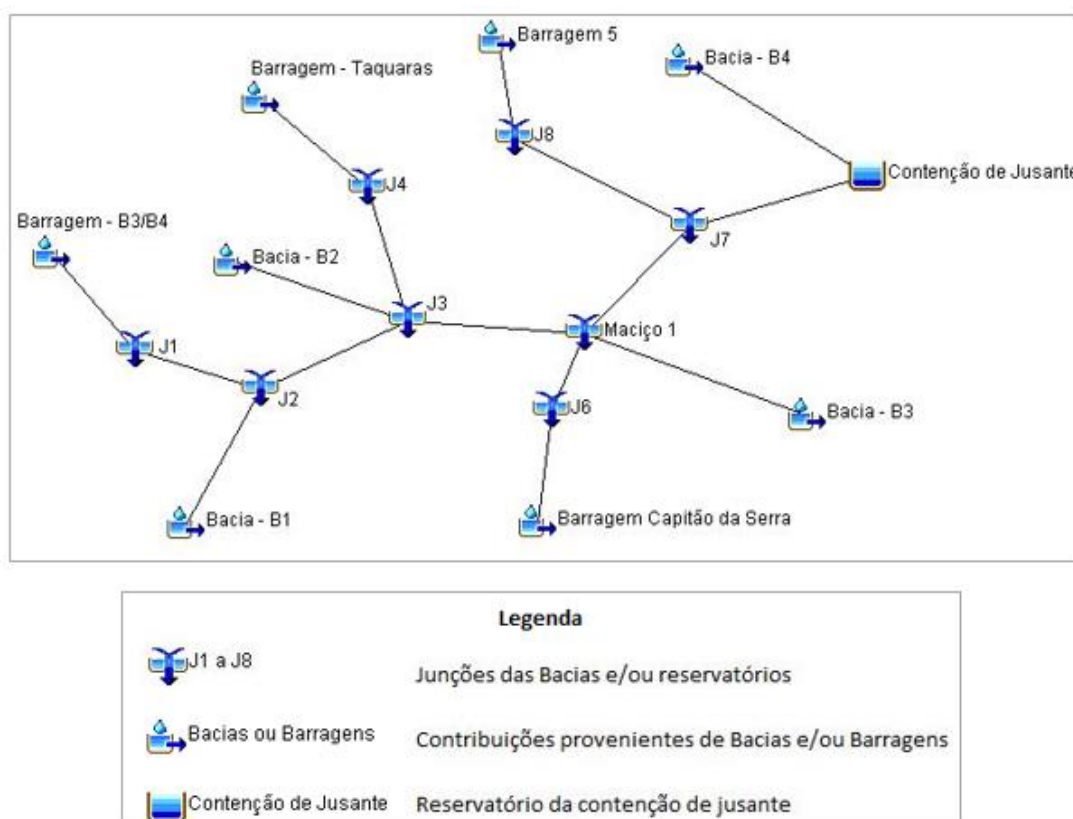 Barragem 5
Bacia - B4
Barragem - Taquaras
J8
Contenção de Jusante
J4
Barragem - B3/B4
J7
Bacia - B2
J3
Maciço 1
J1
J2
J6
Bacia - B3
Bacia - B1
Barragem Capitão da Serra
Legenda
J1 a J8
Junções das Bacias e/ou reservatórios
Bacias ou Barragens
Contribuições provenientes de Bacias e/ou Barragens
Contenção de Jusante
Reservatório da contenção de jusante